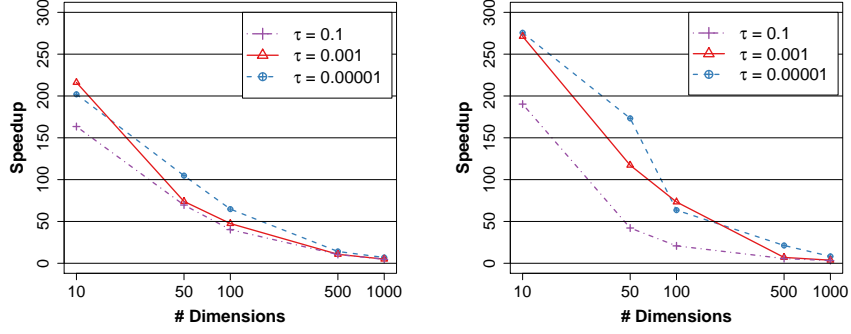 300
250
200
150
100
50
0
Speedup
τ = 0.1
τ = 0.001
τ = 0.00001
10
50
100
500
1000
# Dimensions
300
250
200
150
100
50
0
Speedup
τ = 0.1
τ = 0.001
τ = 0.00001
10
50
100
500
1000
# Dimensions